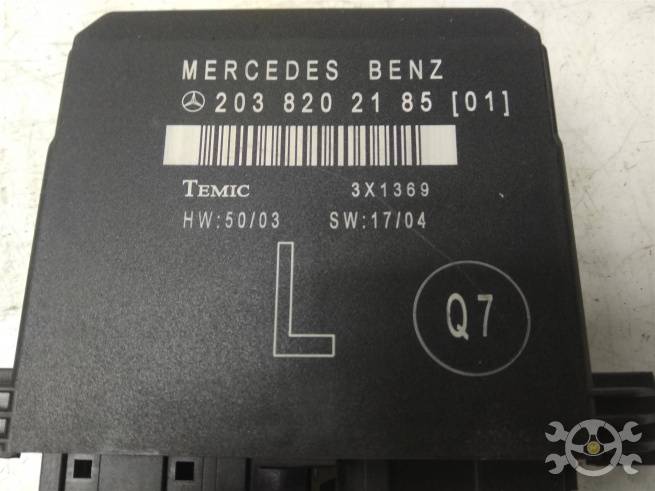 MERCEDES BENZ
203 820 21 85 [01]
TEMIC 3X1369
HW:50/03 SW:17/04
L
Q7